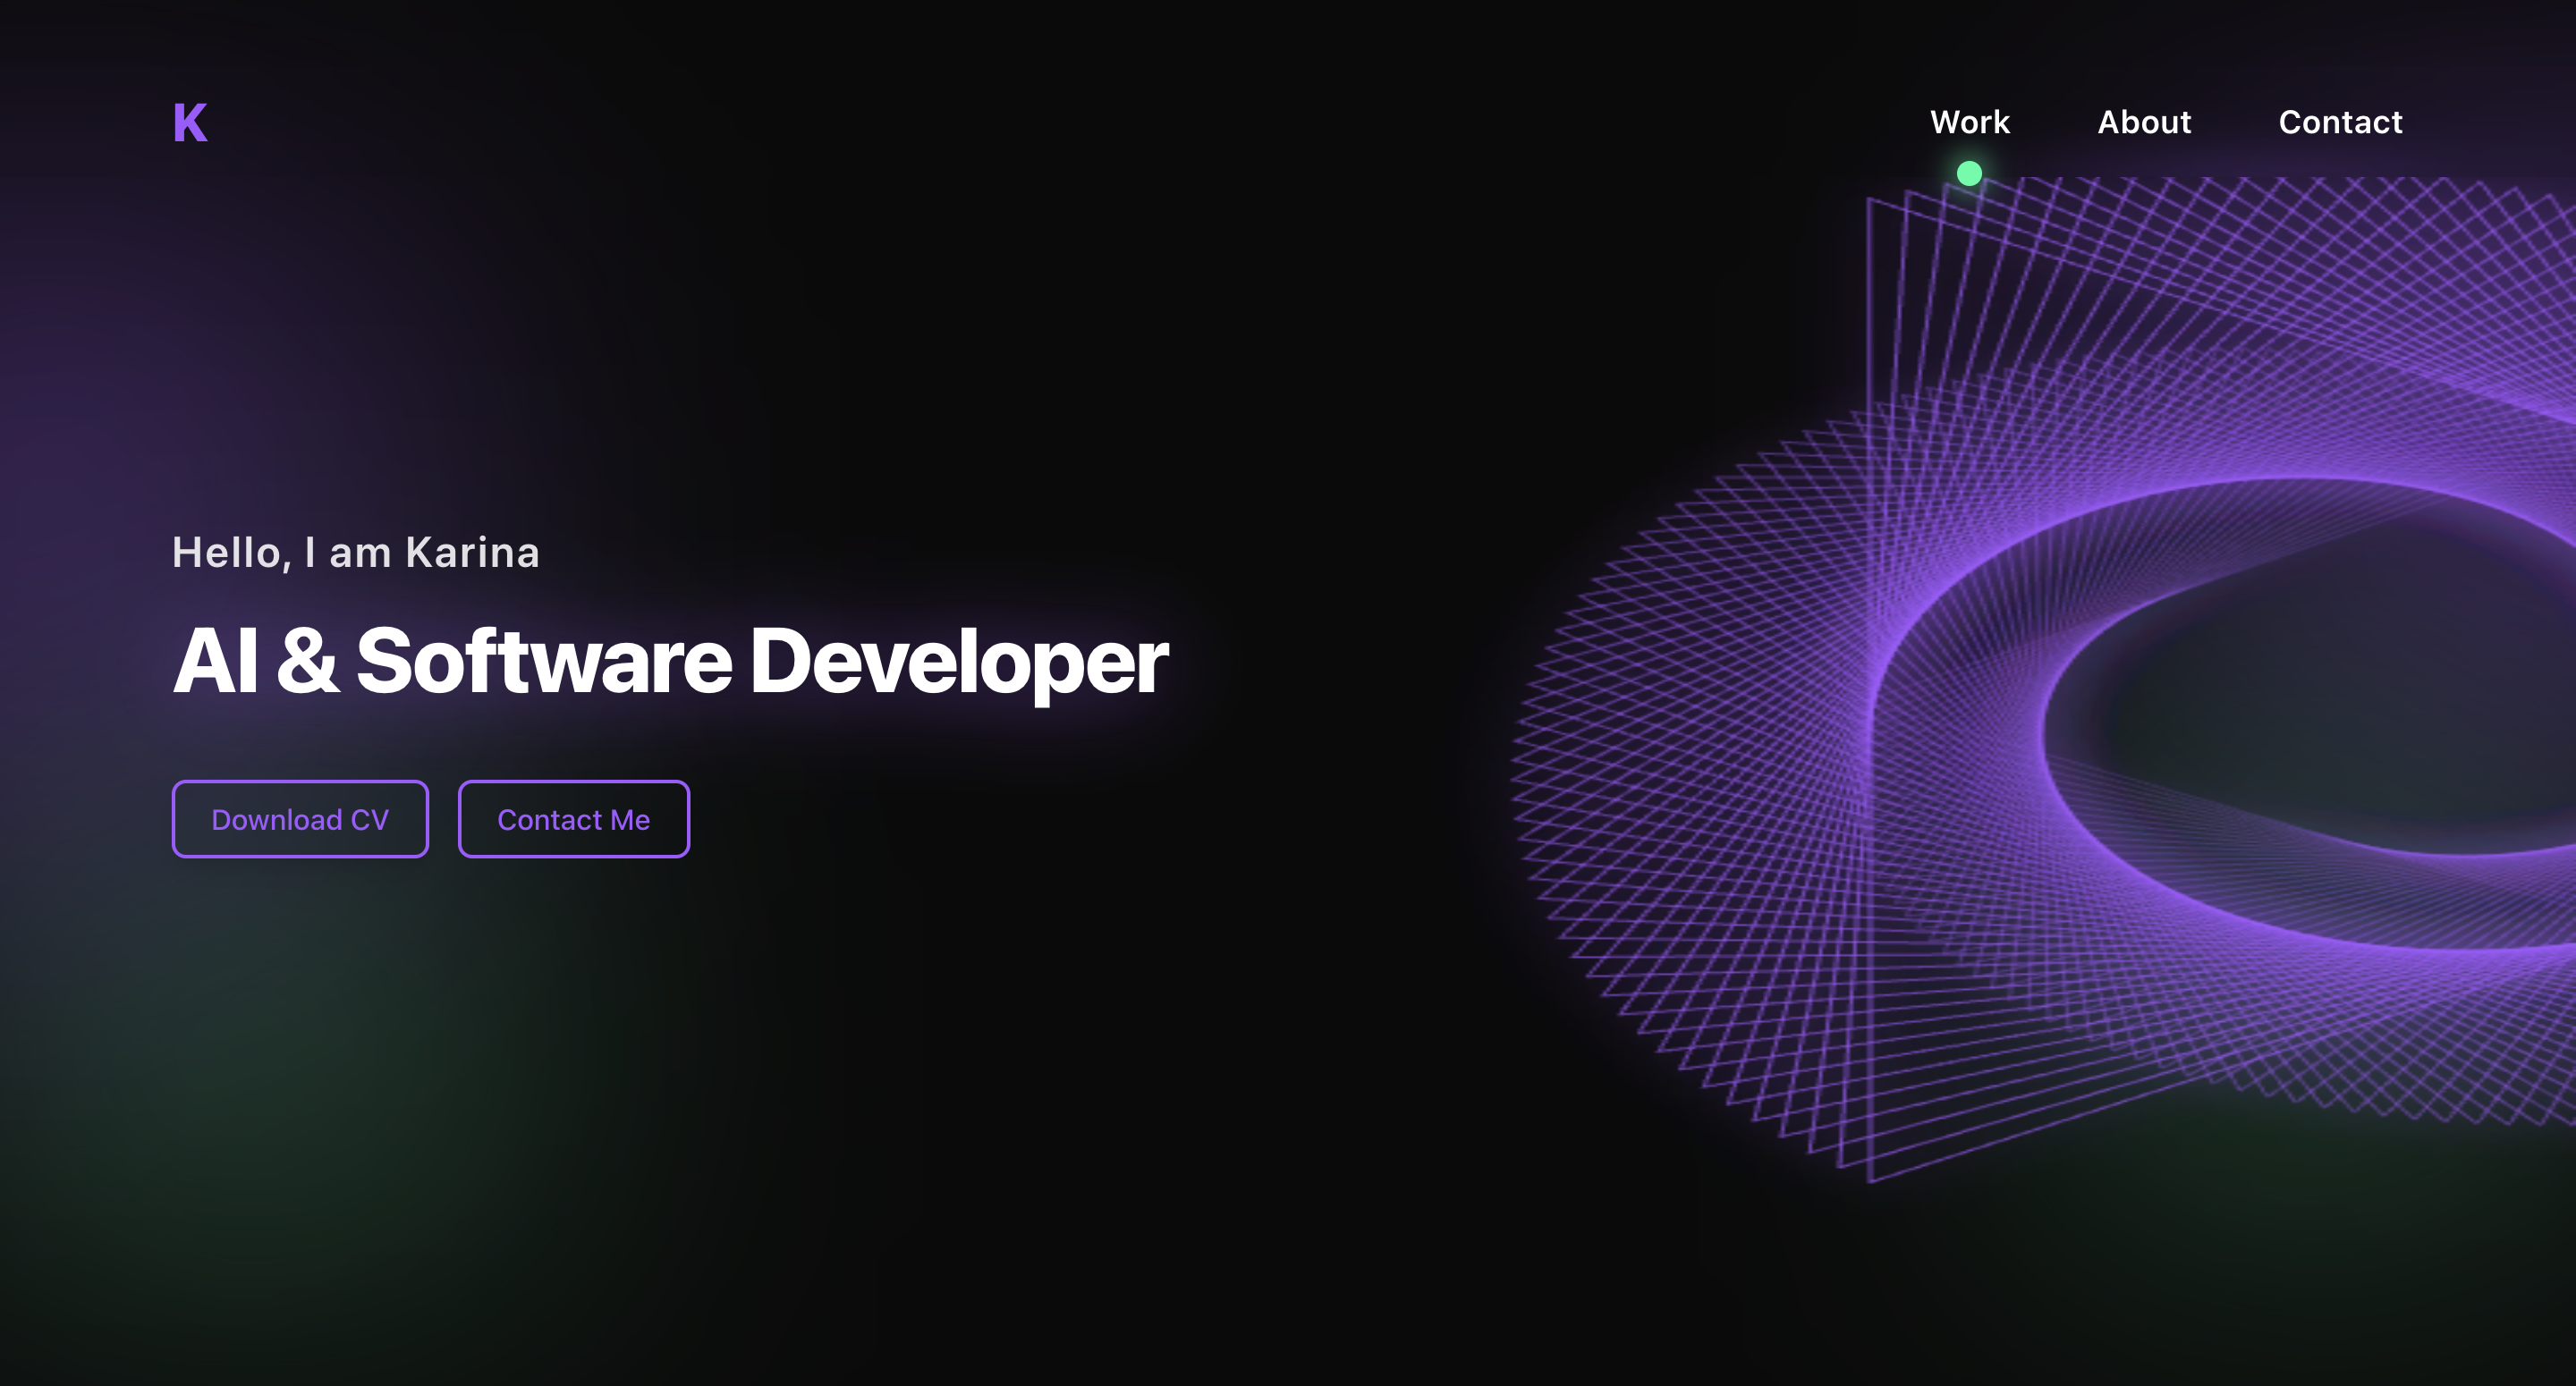 K
Work About Contact
Hello, I am Karina
AI & Software Developer
Download CV Contact Me